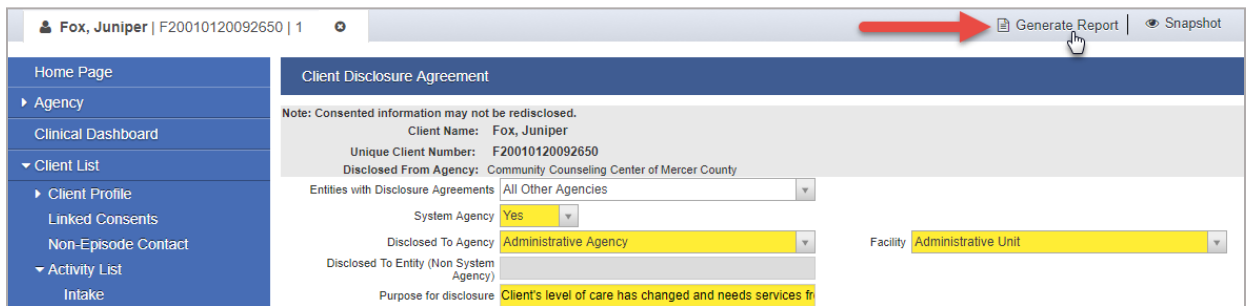 Fox, Juniper | F20010120092650 | 1
Generate Report
Snapshot
Home Page
Agency
Clinical Dashboard
Client List
Client Profile
Linked Consents
Non-Episode Contact
Activity List
Intake
Client Disclosure Agreement
Note: Consented information may not be redisclosed.
Client Name: Fox, Juniper
Unique Client Number: F20010120092650
Disclosed From Agency: Community Counseling Center of Mercer County
Entities with Disclosure Agreements All Other Agencies
System Agency Yes
Disclosed To Agency Administrative Agency Facility Administrative Unit
Disclosed To Entity (Non System
Agency)
Purpose for disclosure Client's level of care has changed and needs services